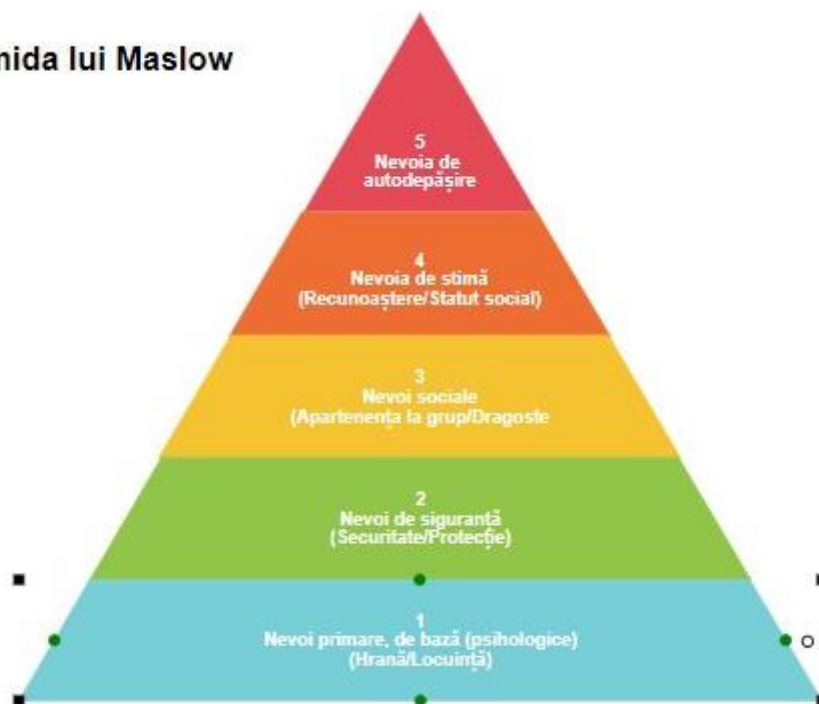 mida lui Maslow
5
Nevoia de
autodepășire
4
Nevoia de stimă
(Recunoaștere/Statut social)
3
Nevoi sociale
(Apartenența la grup/Dragoste
2
Nevoi de siguranță
(Securitate/Protecție)
1
Nevoi primare, de bază (psihologice)
(Hrană/Locuință)